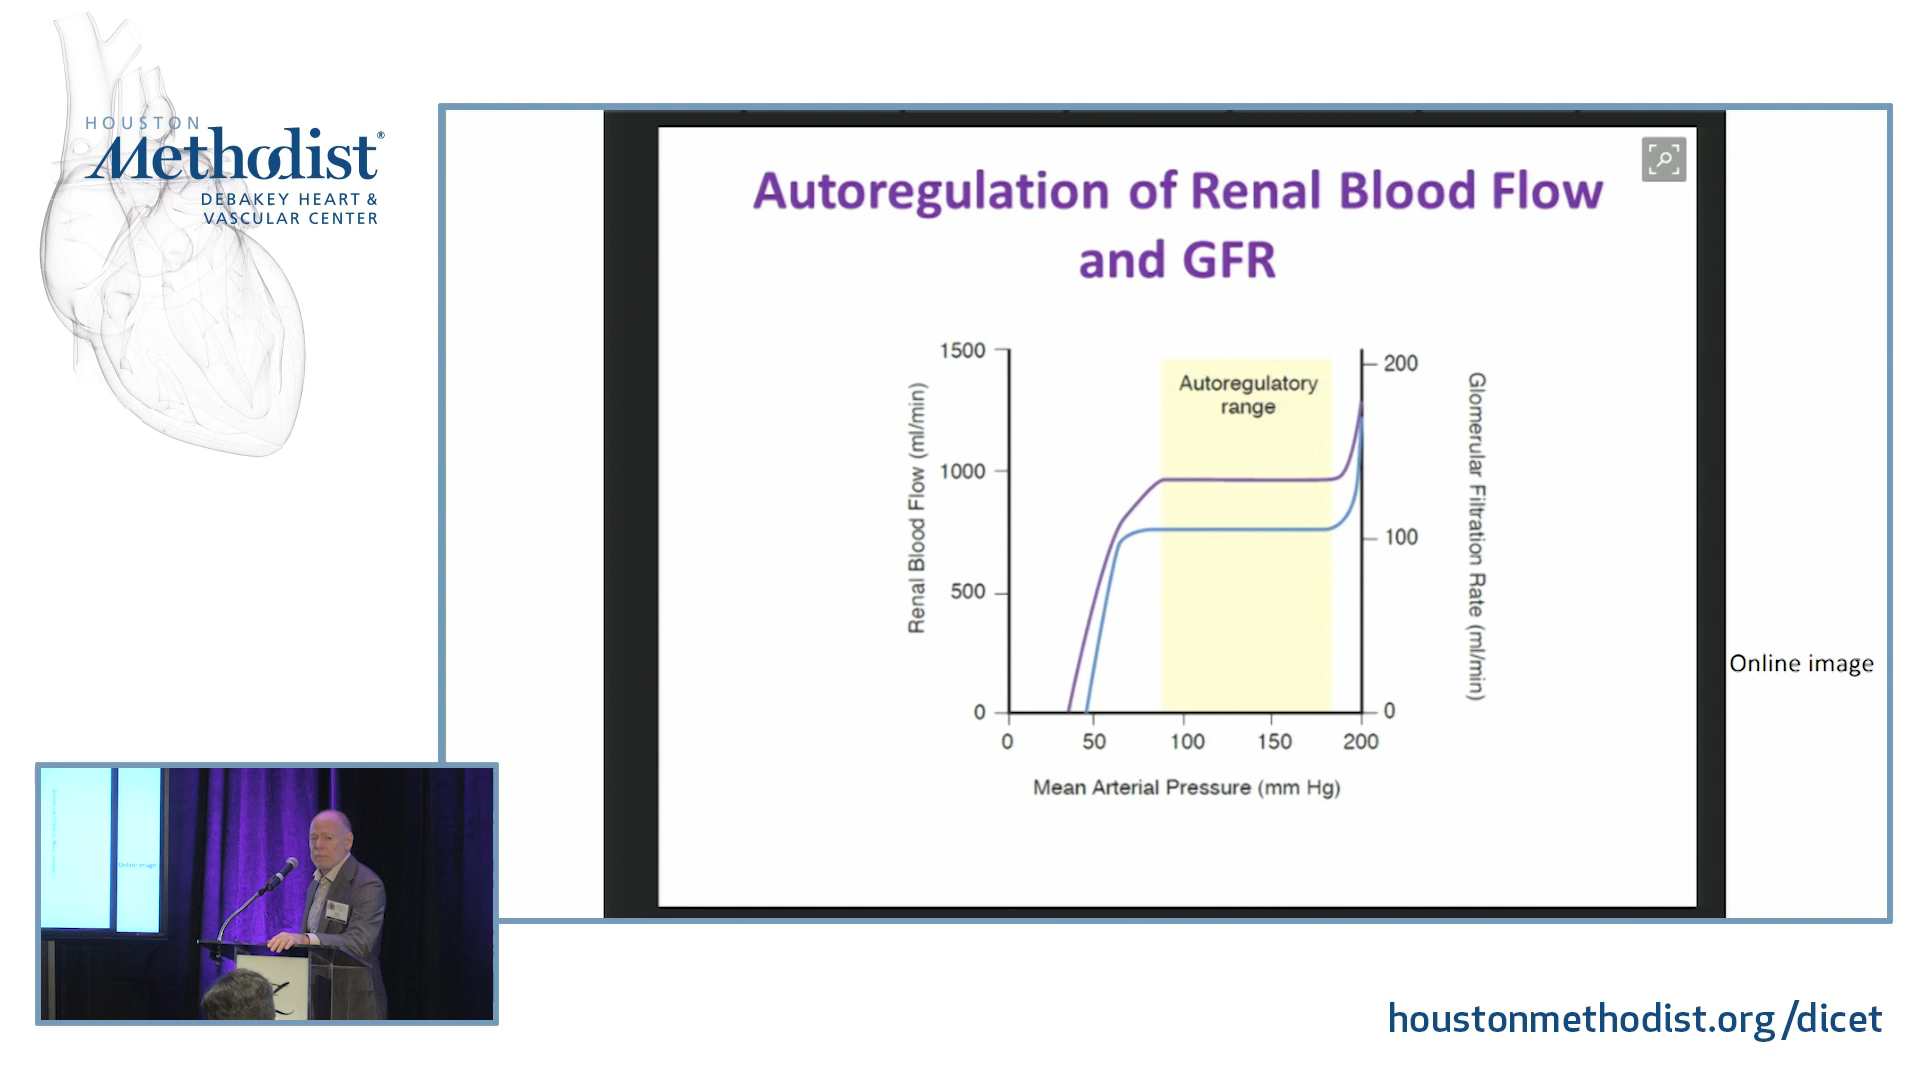 HOUSTON
Methodist®
DEBAKEY HEART &
VASCULAR CENTER
Autoregulation of Renal Blood Flow
and GFR
Autoregulatory
range
Renal Blood Flow (ml/min)
1500
1000
500
0
200
100
0
Glomerular Filtration Rate (ml/min)
0 50 100 150 200
Mean Arterial Pressure (mm Hg)
Online image
Online image
houstonmethodist.org/dicet